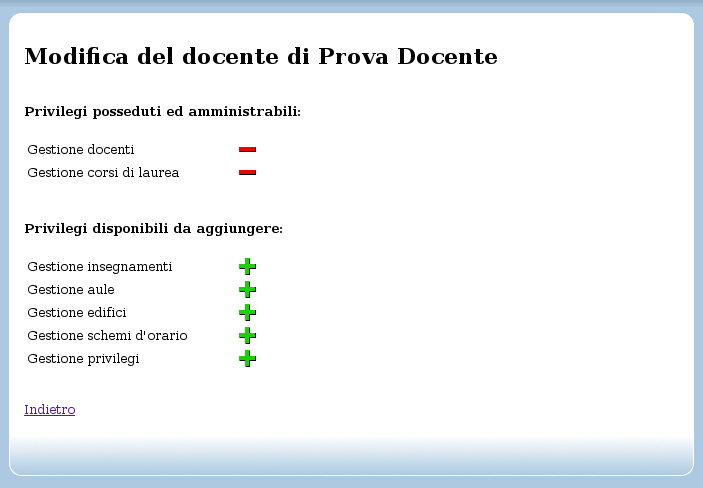 Modifica del docente di Prova Docente
Privilegi posseduti ed amministrabili:
Gestione docenti
Gestione corsi di laurea
Privilegi disponibili da aggiungere:
Gestione insegnamenti
Gestione aule
Gestione edifici
Gestione schemi d'orario
Gestione privilegi
Indietro